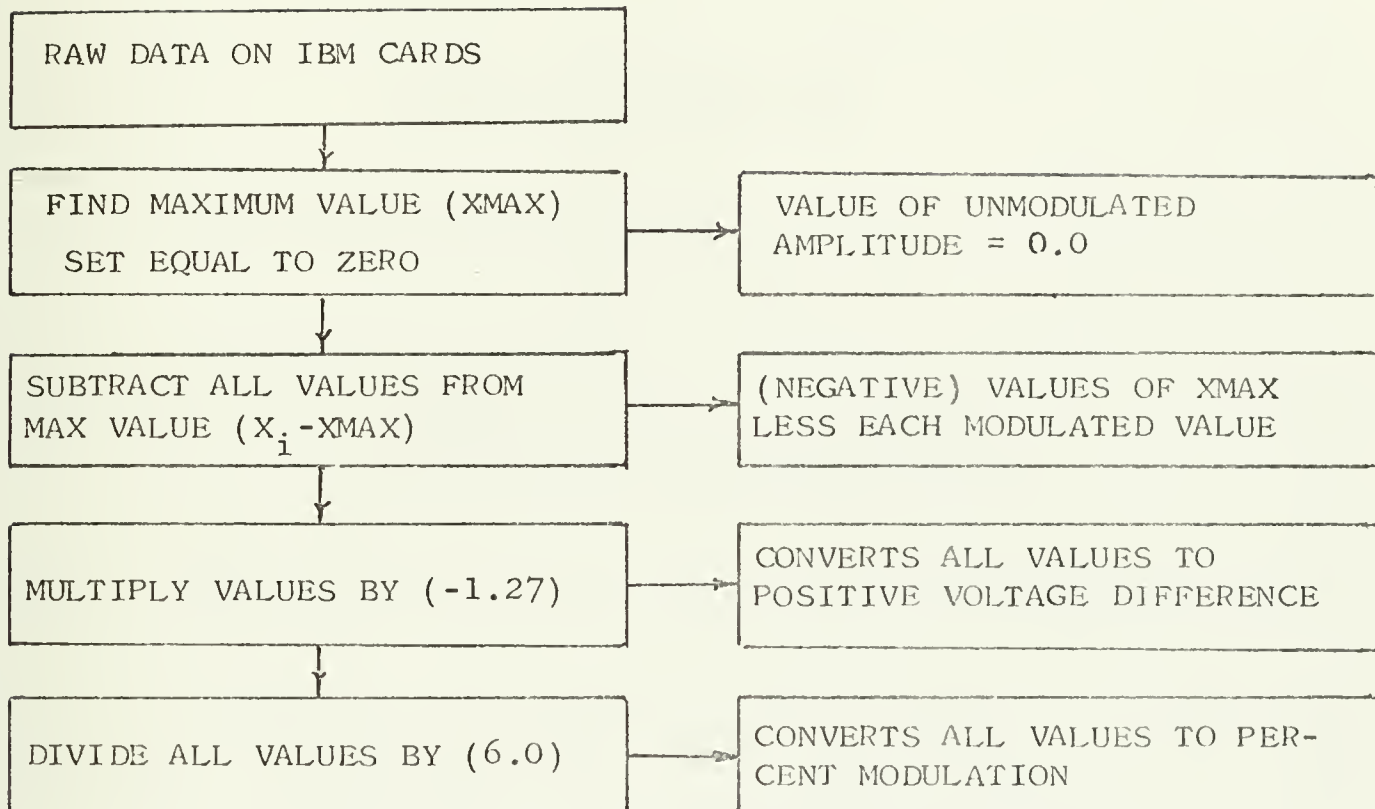 RAW DATA ON IBM CARDS
FIND MAXIMUM VALUE (XMAX)
SET EQUAL TO ZERO
VALUE OF UNMODULATED
AMPLITUDE = 0.0
SUBTRACT ALL VALUES FROM
MAX VALUE (Xi-XMAX)
(NEGATIVE) VALUES OF XMAX
LESS EACH MODULATED VALUE
MULTIPLY VALUES BY (-1.27)
CONVERTS ALL VALUES TO
POSITIVE VOLTAGE DIFFERENCE
DIVIDE ALL VALUES BY (6.0)
CONVERTS ALL VALUES TO PER-
CENT MODULATION